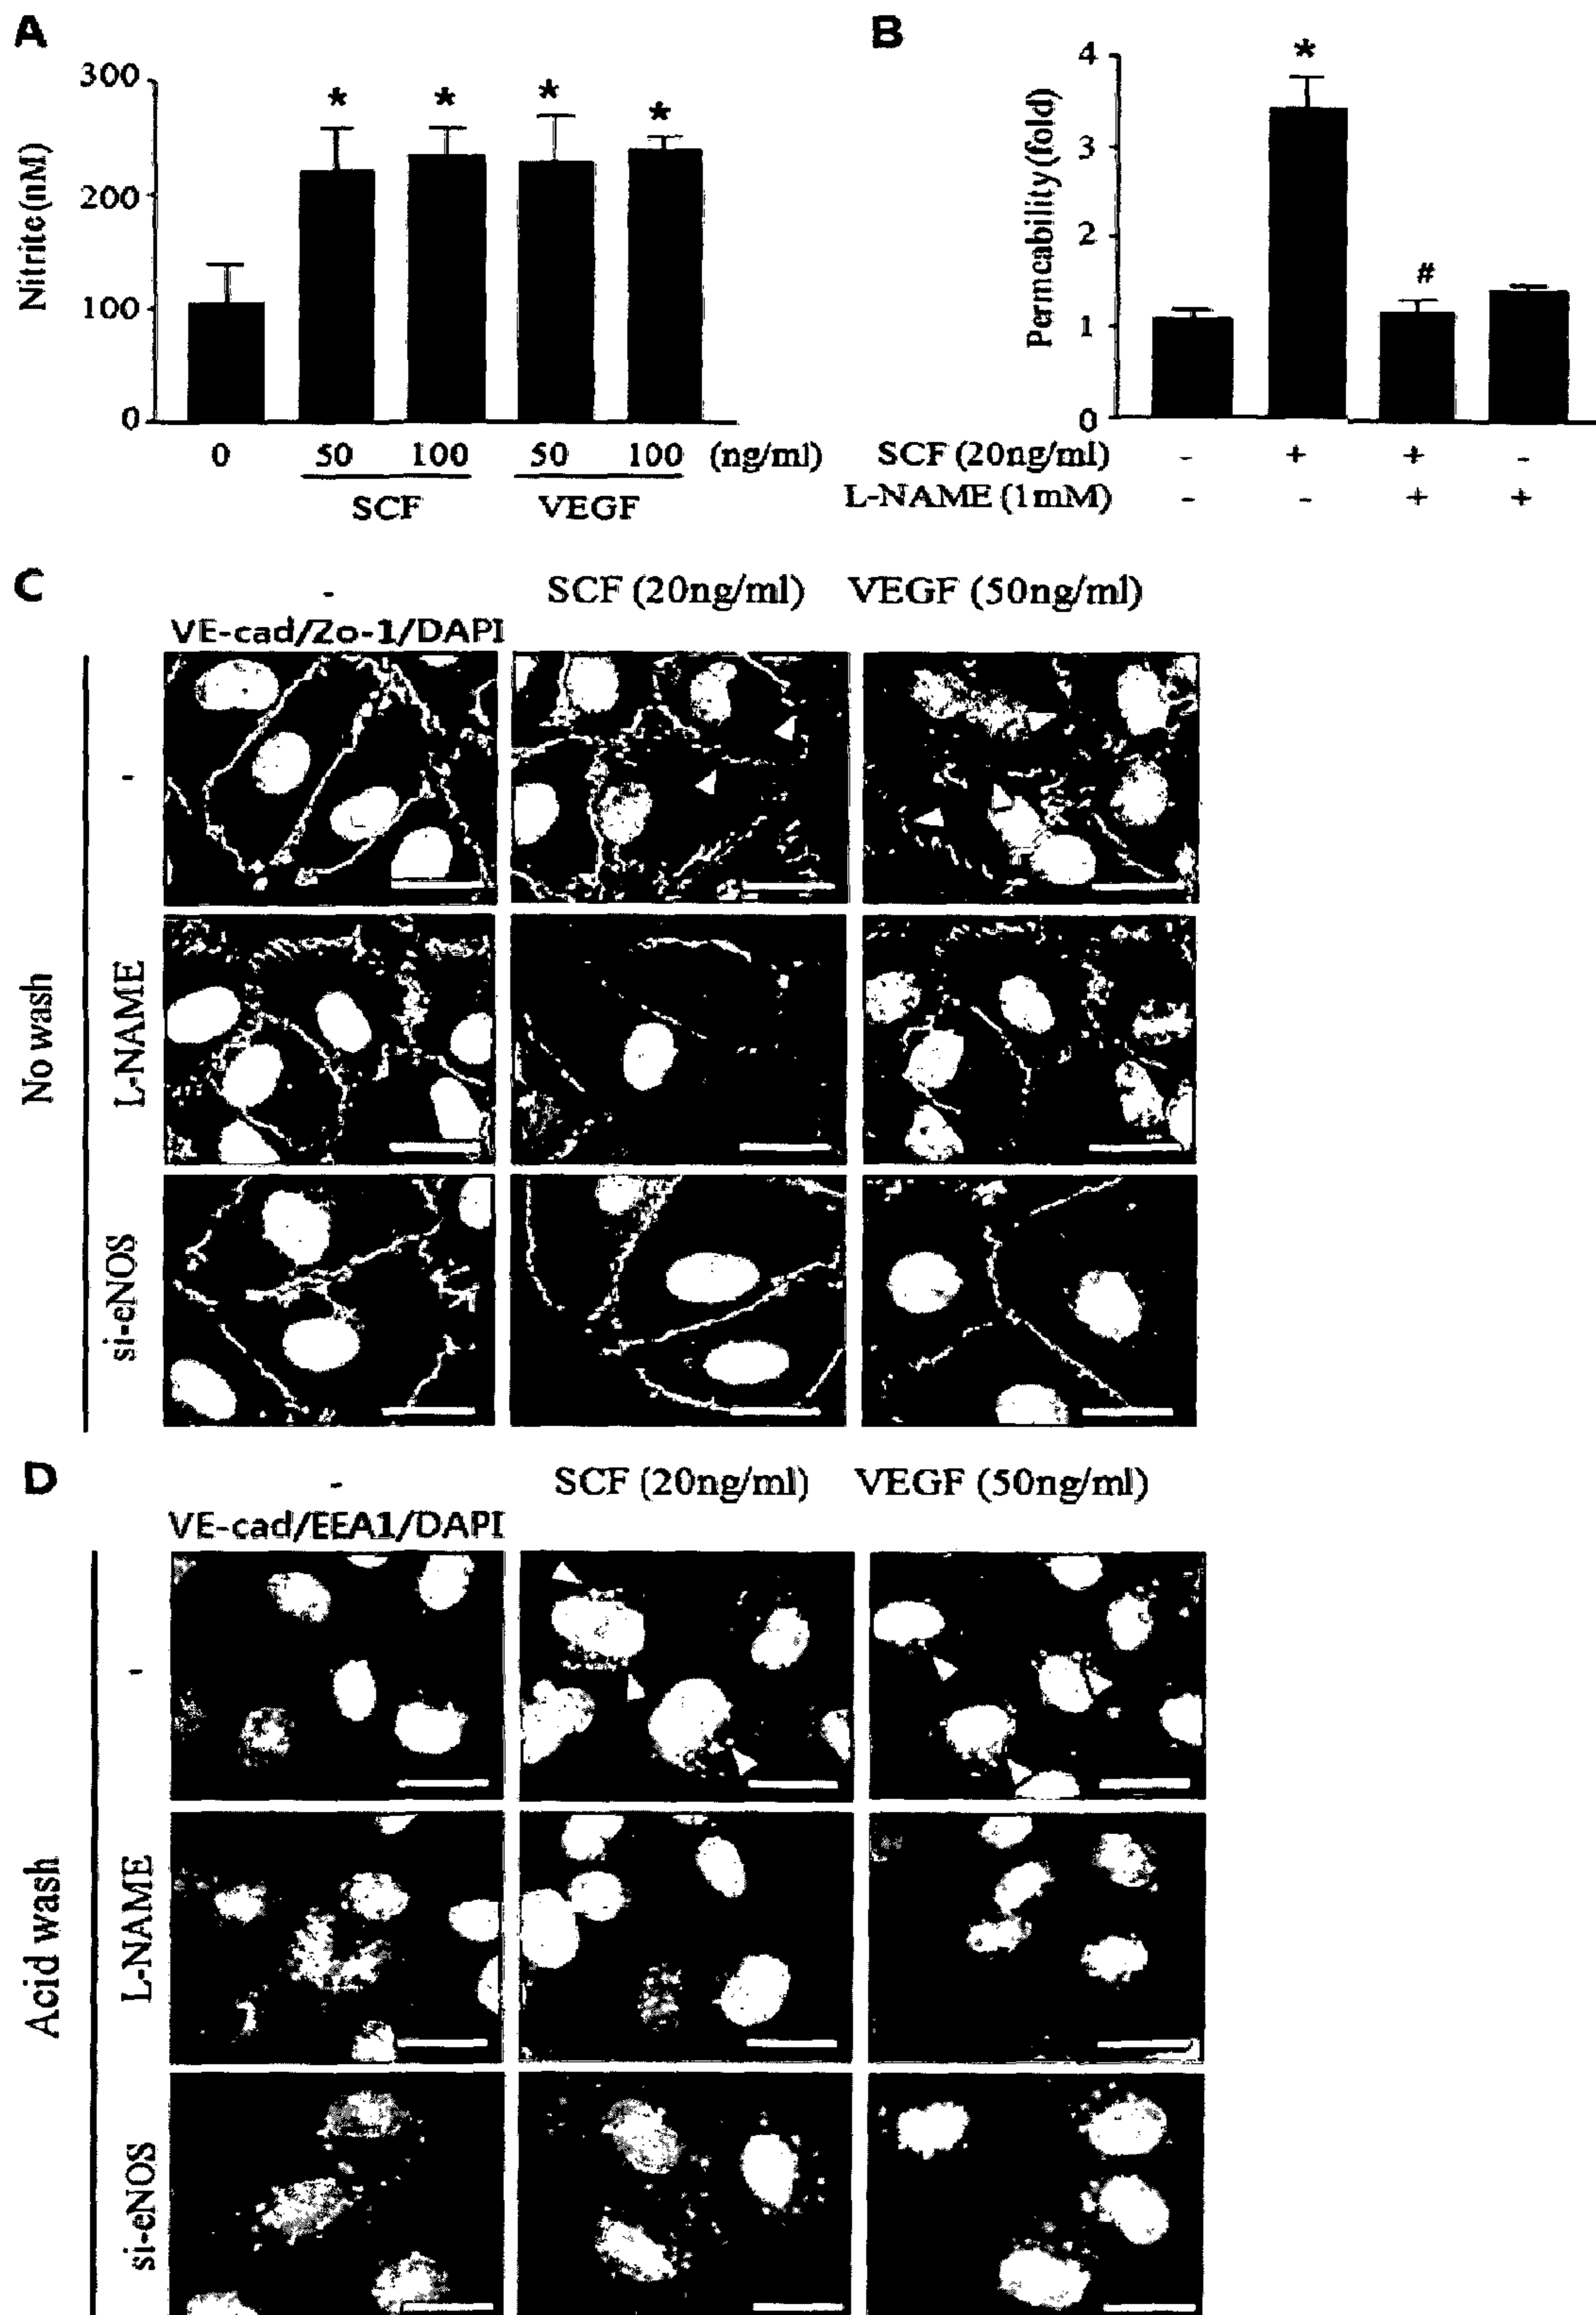 A
300
200
100
0
Nitrite (nM)
* * * *
0 50 100 50 100 (ng/ml)
SCF VEGF
B
4
3
2
1
0
Permeability (fold)
*
#
SCF (20ng/ml) - + + -
L-NAME (1mM) - - + +
C
- SCF (20ng/ml) VEGF (50ng/ml)
VE-cad/Zo-1/DAPI
No wash
-
L-NAME
si-eNOS
D
- SCF (20ng/ml) VEGF (50ng/ml)
VE-cad/EEA1/DAPI
Acid wash
-
L-NAME
si-eNOS